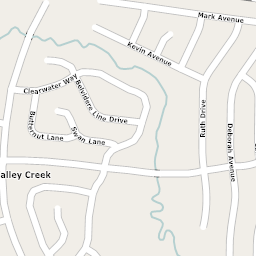 Mark Avenue
Kevin Avenue
Clearwater Way
Belvidere Line Drive
Butternut Lane
Swan Lane
Ruth Drive
Deborah Avenue
alley Creek